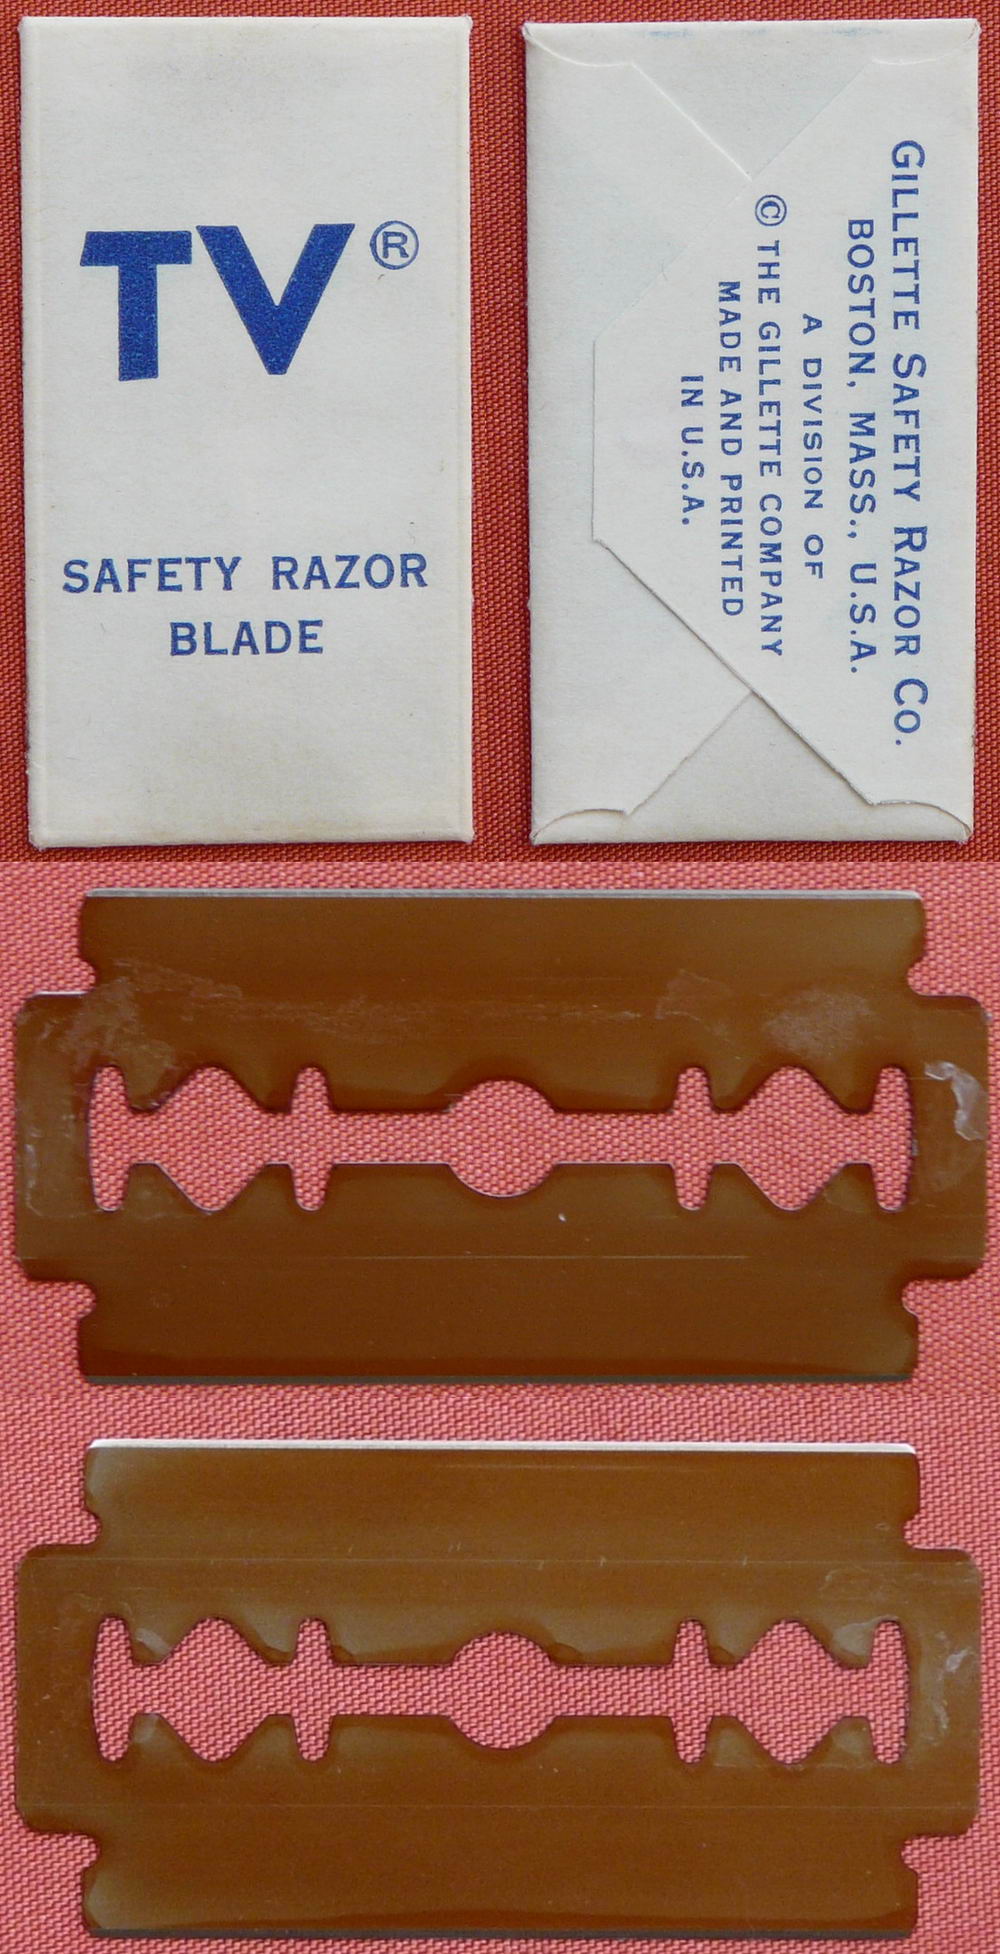 TV®
SAFETY RAZOR
BLADE
GILLETTE SAFETY RAZOR CO.
BOSTON, MASS., U.S.A.
A DIVISION OF
© THE GILLETTE COMPANY
MADE AND PRINTED
IN U.S.A.